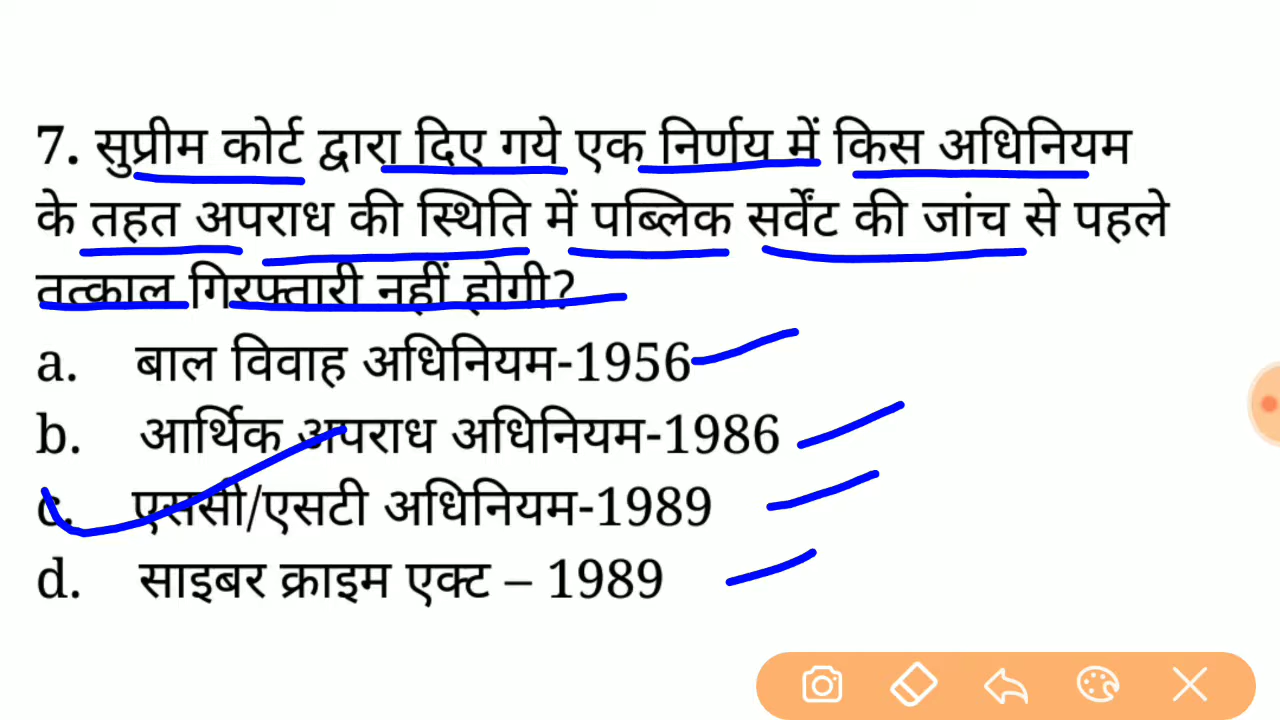 7. सुप्रीम कोर्ट द्वारा दिए गये एक निर्णय में किस अधिनियम
के तहत अपराध की स्थिति में पब्लिक सर्वेंट की जांच से पहले
तत्काल गिरफ्तारी नहीं होगी?
a. बाल विवाह अधिनियम-1956
b. आर्थिक अपराध अधिनियम-1986
c. एससी/एसटी अधिनियम-1989
d. साइबर क्राइम एक्ट – 1989